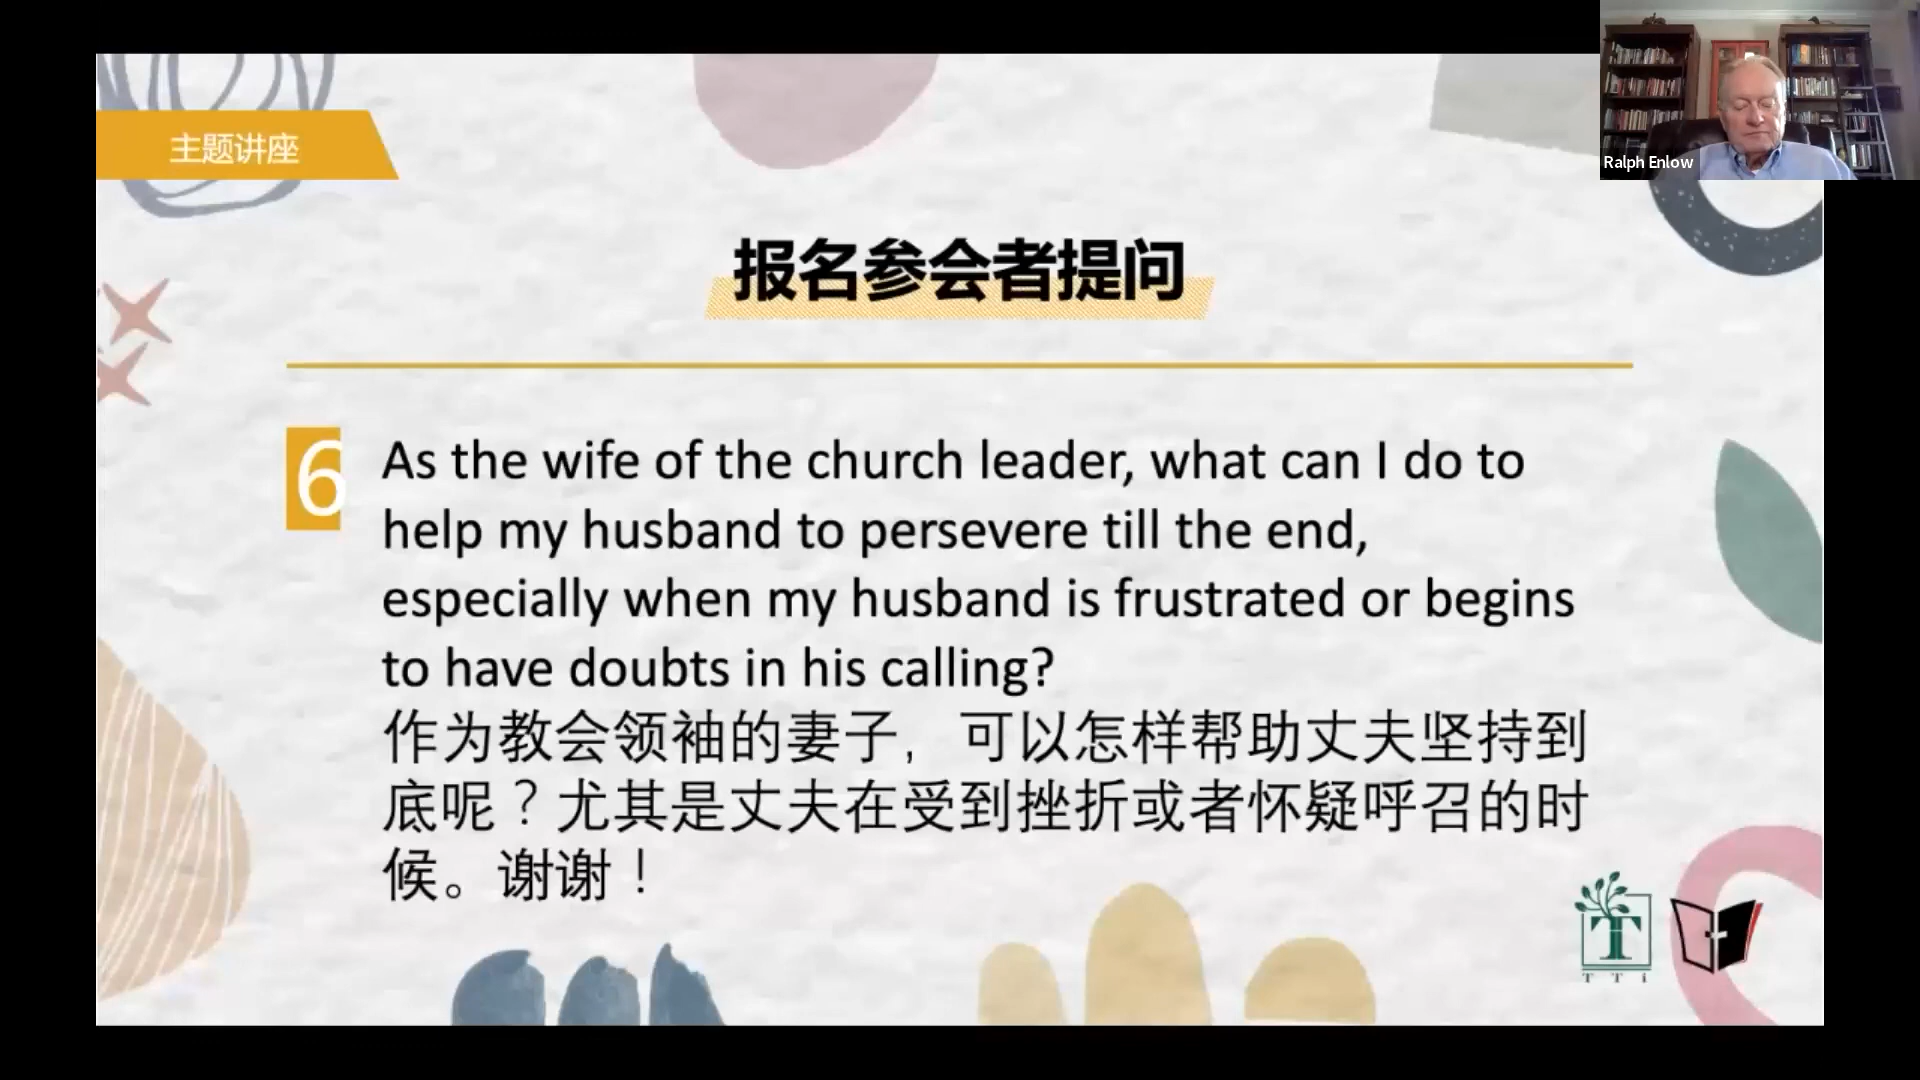 主题讲座
Ralph Enlow
报名参会者提问
6
As the wife of the church leader, what can I do to
help my husband to persevere till the end,
especially when my husband is frustrated or begins
to have doubts in his calling?
作为教会领袖的妻子，可以怎样帮助丈夫坚持到
底呢？尤其是丈夫在受到挫折或者怀疑呼召的时
候。谢谢！
T
TTi